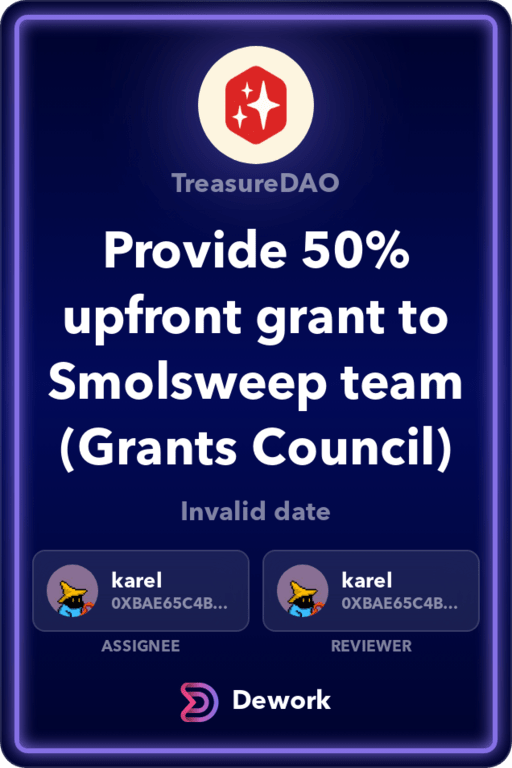 TreasureDAO
Provide 50%
upfront grant to
Smolsweep team
(Grants Council)
Invalid date
karel
0XBAE65C4B...
ASSIGNEE
karel
0XBAE65C4B...
REVIEWER
Dework